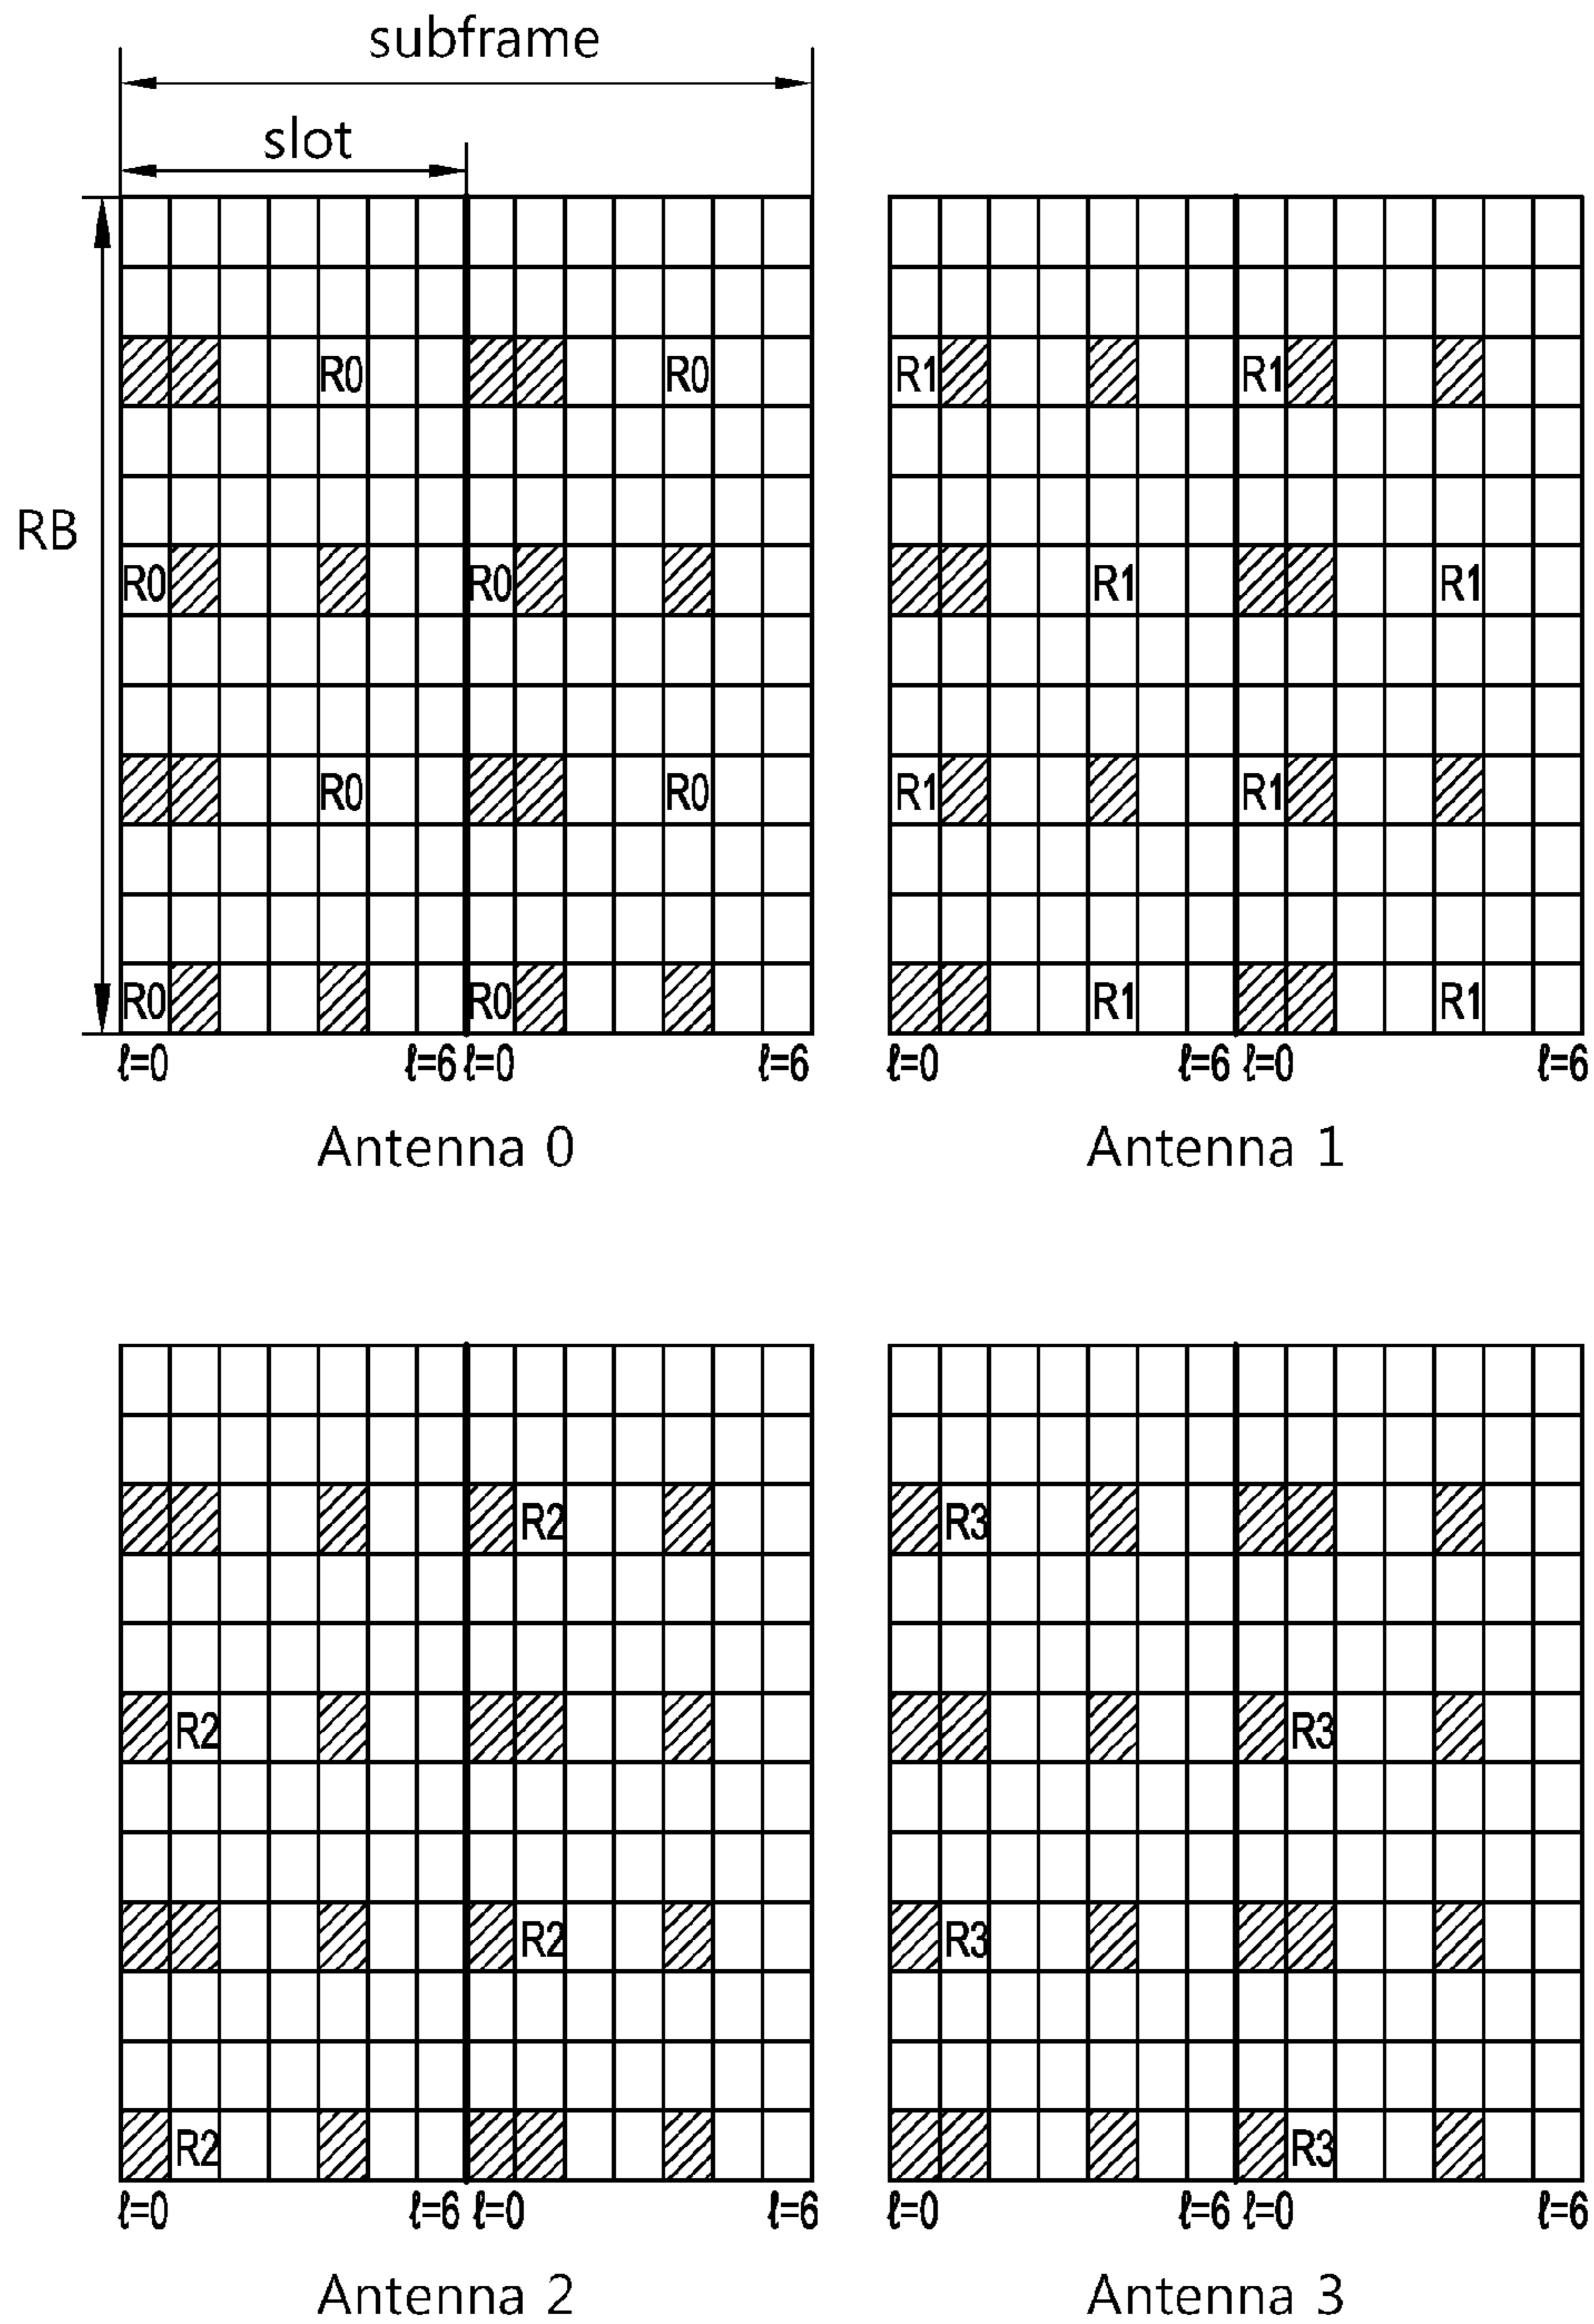 subframe
slot
RB
R0 R0 R1 R1
R0 R0 R1 R1
R0 R0 R1 R1
R0 R0 R1 R1
ℓ=0 ℓ=6 ℓ=0 ℓ=6 ℓ=0 ℓ=6 ℓ=0 ℓ=6
Antenna 0 Antenna 1
R2 R3
R2 R3
R2 R3
R2 R3
ℓ=0 ℓ=6 ℓ=0 ℓ=6 ℓ=0 ℓ=6 ℓ=0 ℓ=6
Antenna 2 Antenna 3